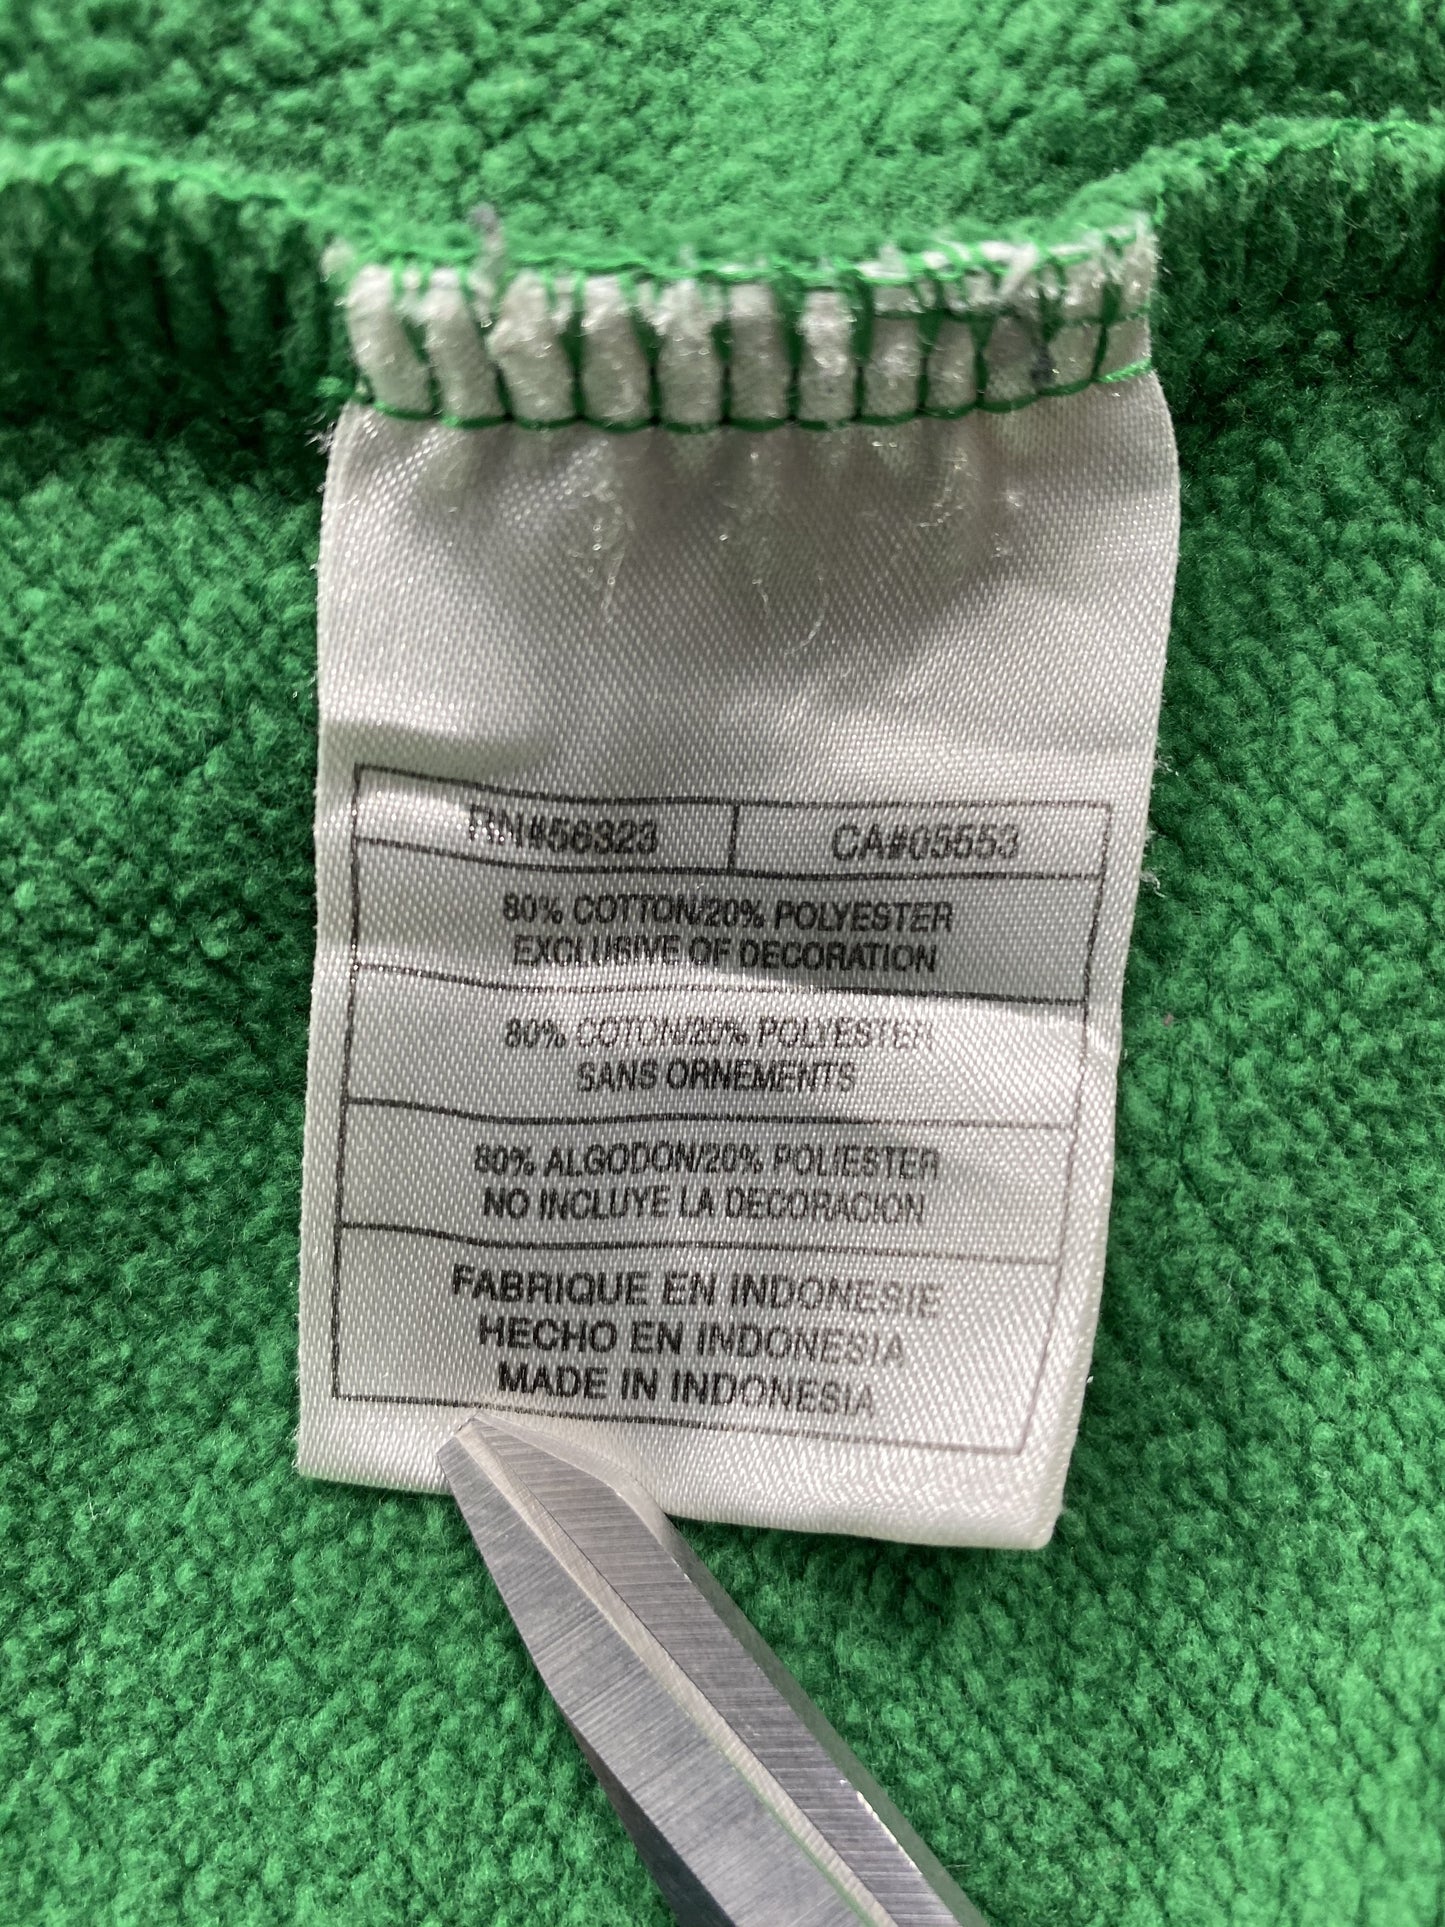 RN#56323 CA#05553
80% COTTON/20% POLYESTER
EXCLUSIVE OF DECORATION
80% COTON/20% POLYESTER
SANS ORNEMENTS
80% ALGODON/20% POLIESTER
NO INCLUYE LA DECORACION
FABRIQUE EN INDONESIE
HECHO EN INDONESIA
MADE IN INDONESIA